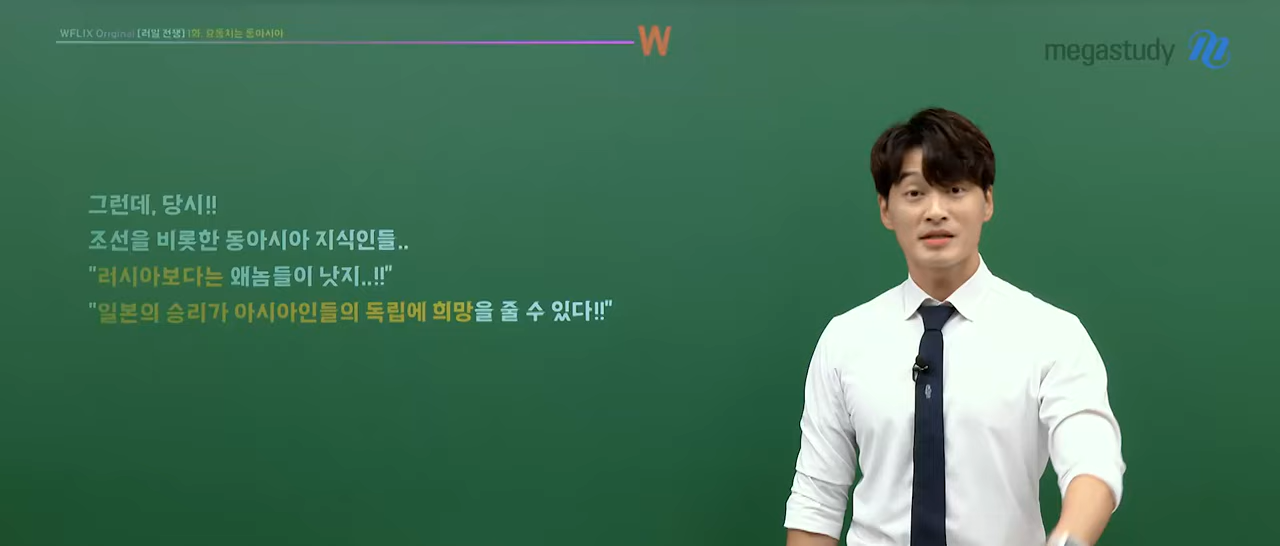 WFLIX Original [러일 전쟁] 1화. 요동치는 동아시아
W
megastudy
그런데, 당시!!
조선을 비롯한 동아시아 지식인들..
"러시아보다는 왜놈들이 낫지..!!"
"일본의 승리가 아시아인들의 독립에 희망을 줄 수 있다!!"